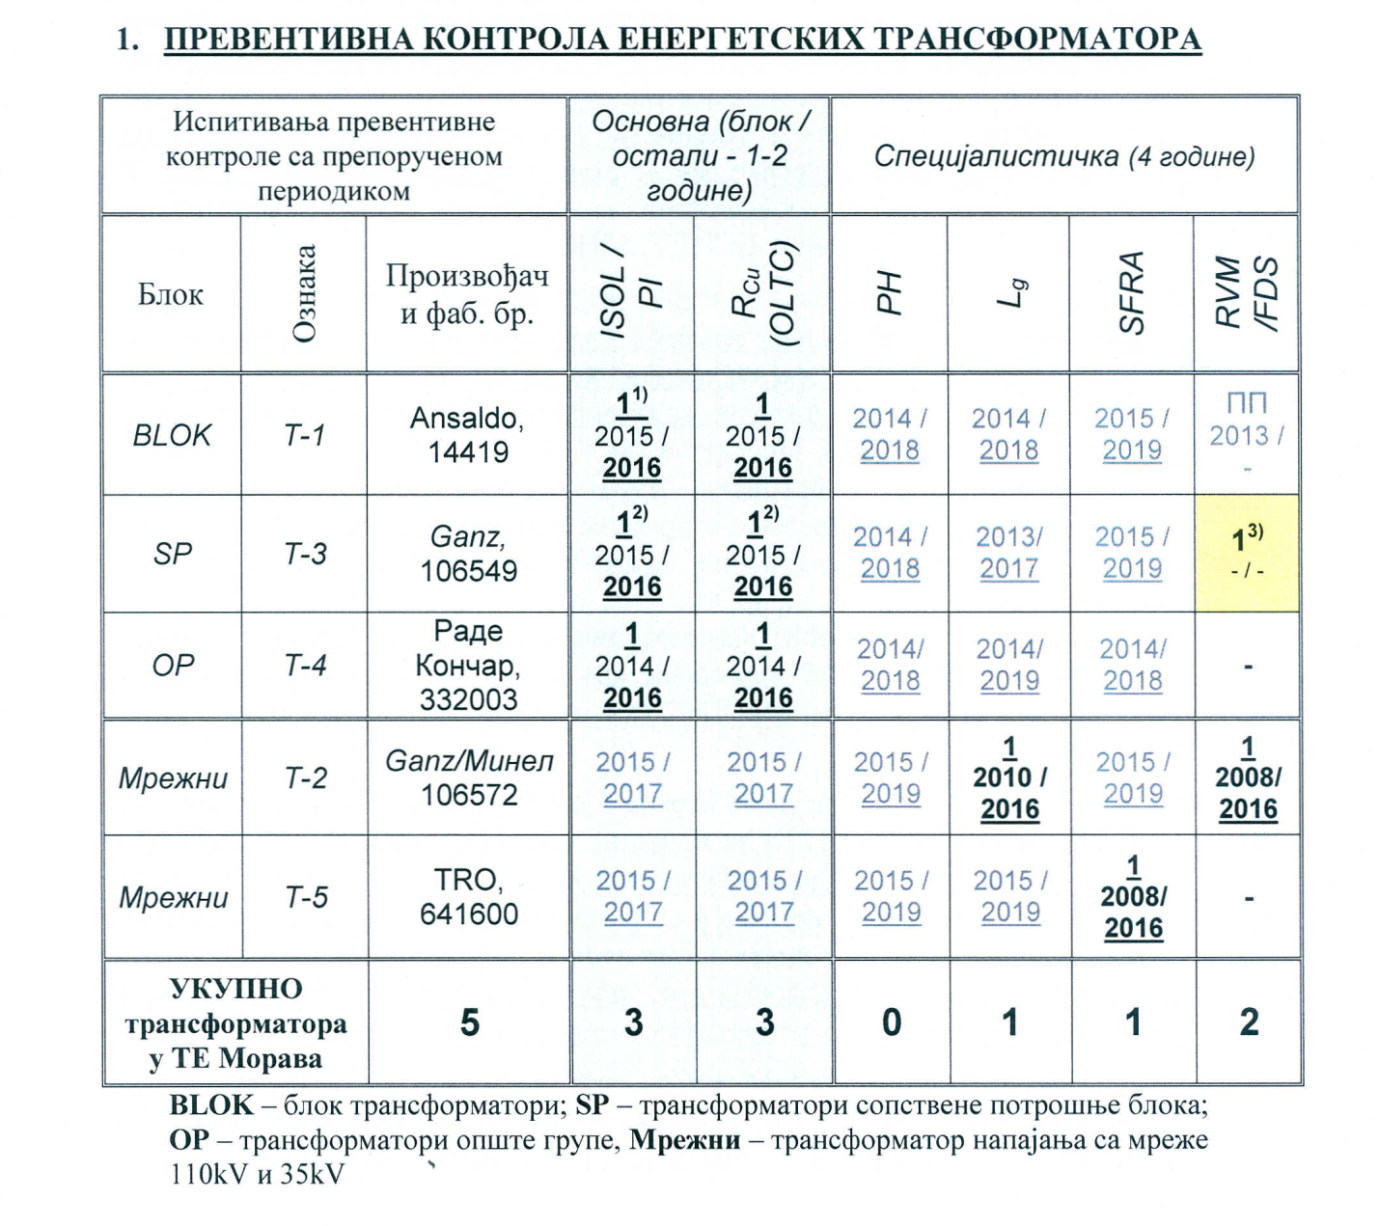 1. ПРЕВЕНТИВНА КОНТРОЛА ЕНЕРГЕТСКИХ ТРАНСФОРМАТОРА
Испитивања превентивне
контроле са препорученом
периодиком
Основна (блок /
остали - 1-2
године)
Специјалистичка (4 године)
Блок
Ознака
Произвођач
и фаб. бр.
ISOL /
PI
RCu
(OLTC)
PH
Lg
SFRA
RVM
/FDS
BLOK
T-1
Ansaldo,
14419
1¹⁾
2015 /
2016
1
2015 /
2016
2014 /
2018
2014 /
2018
2015 /
2019
ПП
2013 /
-
SP
T-3
Ganz,
106549
1²⁾
2015 /
2016
1²⁾
2015 /
2016
2014 /
2018
2013/
2017
2015 /
2019
1³⁾
- / -
OP
T-4
Раде
Кончар,
332003
1
2014 /
2016
1
2014 /
2016
2014/
2018
2014/
2019
2014/
2018
-
Мрежни
T-2
Ganz/Минел
106572
2015 /
2017
2015 /
2017
2015 /
2019
1
2010 /
2016
2015 /
2019
1
2008/
2016
Мрежни
T-5
TRO,
641600
2015 /
2017
2015 /
2017
2015 /
2019
2015 /
2019
1
2008/
2016
-
УКУПНО
трансформатора
у ТЕ Морава
5
3
3
0
1
1
2
BLOK – блок трансформатори; SP – трансформатори сопствене потрошње блока;
OP – трансформатори опште групе, Мрежни – трансформатор напајања са мреже
110kV и 35kV